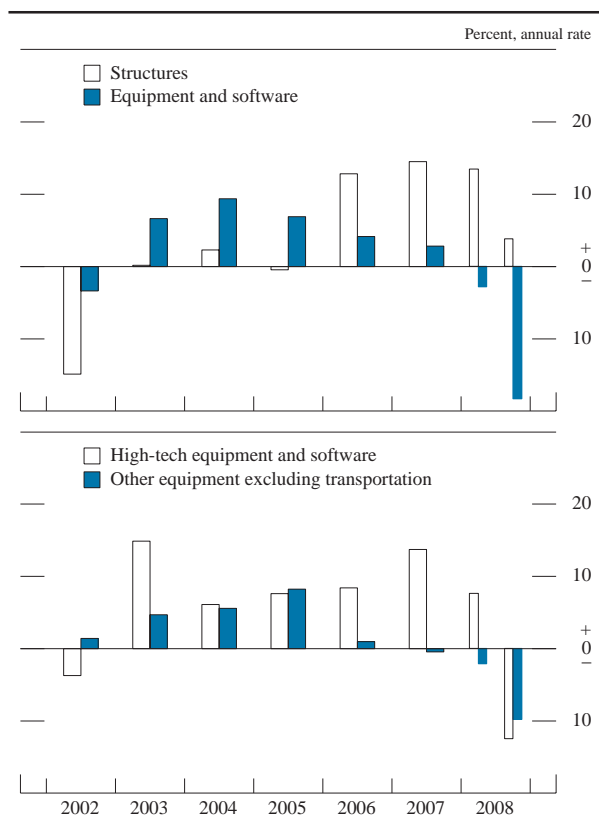 Percent, annual rate
Structures
Equipment and software
20
10
+
0
−
10
High-tech equipment and software
Other equipment excluding transportation
20
10
+
0
−
10
2002 2003 2004 2005 2006 2007 2008